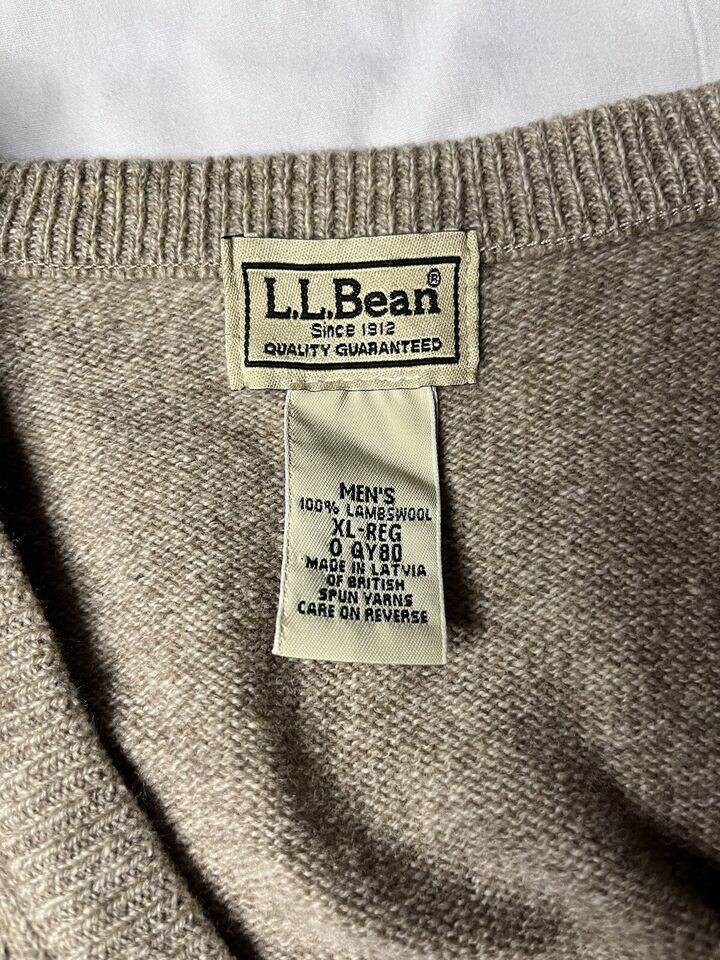 L.L.Bean®
Since 1912
QUALITY GUARANTEED
MEN'S
100% LAMBSWOOL
XL-REG
0 QY80
MADE IN LATVIA
OF BRITISH
SPUN YARNS
CARE ON REVERSE